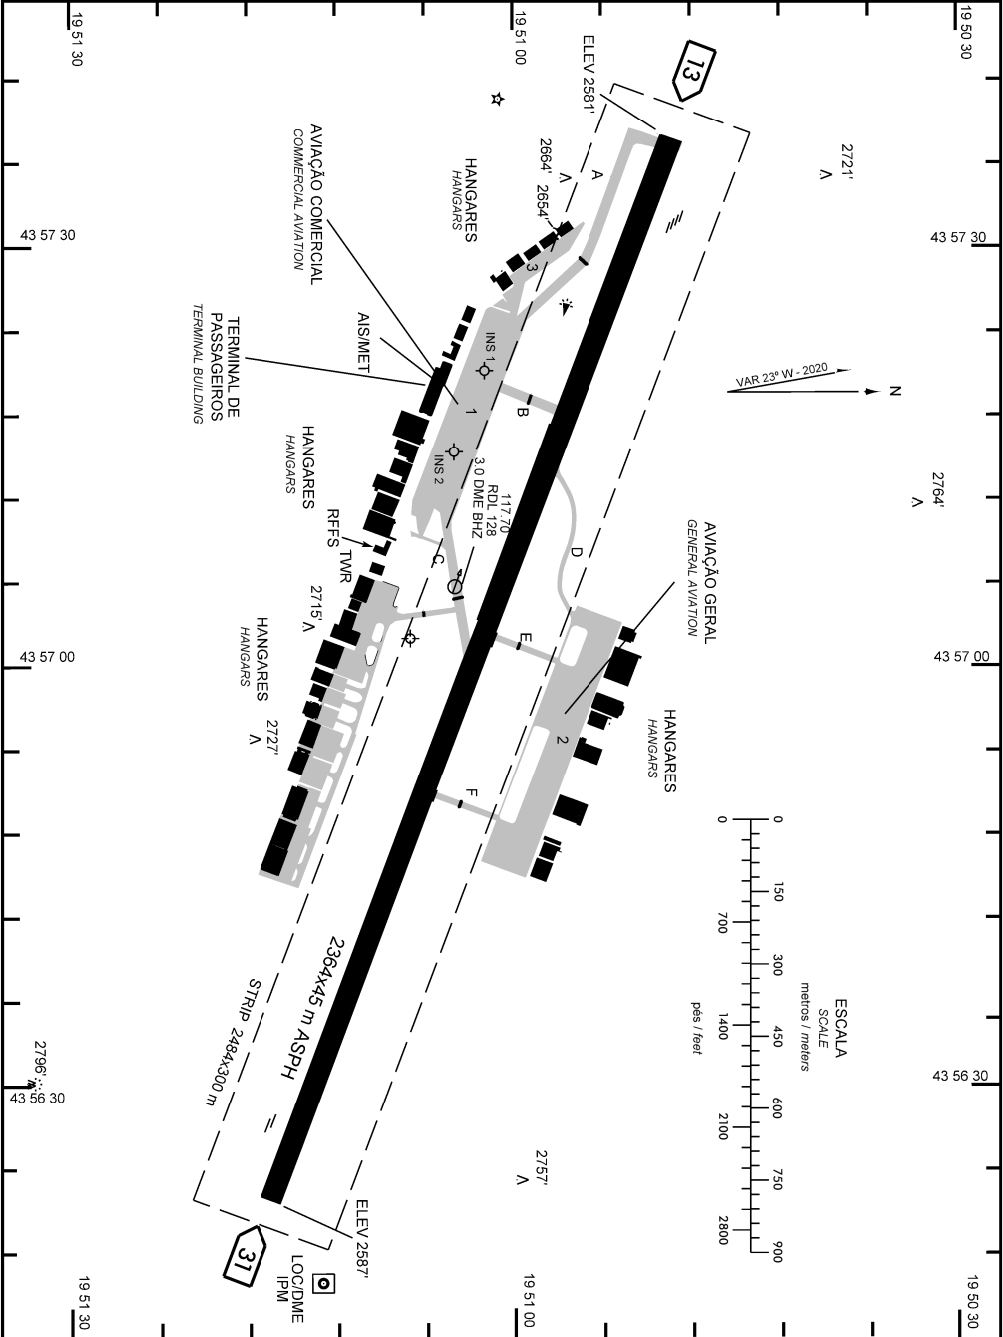 19 51 30
19 51 00
19 50 30
13
ELEV 2581'
2721'
2664'
A
2654'
HANGARES
HANGARS
AVIAÇÃO COMERCIAL
COMMERCIAL AVIATION
43 57 30
43 57 30
3
TERMINAL DE
PASSAGEIROS
TERMINAL BUILDING
AIS/MET
INS 1
1
B
VAR 23º W - 2020
N
HANGARES
HANGARS
INS 2
117.70
RDL 128
3.0 DME BHZ
2764'
RFFS
TWR
C
D
AVIAÇÃO GERAL
GENERAL AVIATION
2715'
E
43 57 00
43 57 00
HANGARES
HANGARS
2727'
2
HANGARES
HANGARS
F
0
150
300
450
600
750
900
0
700
1400
2100
2800
ESCALA
SCALE
metros / meters
pés / feet
2364x45 m ASPH
STRIP 2484x300 m
2796'
43 56 30
43 56 30
2757'
ELEV 2587'
31
LOC/DME
IPM
19 51 30
19 51 00
19 50 30